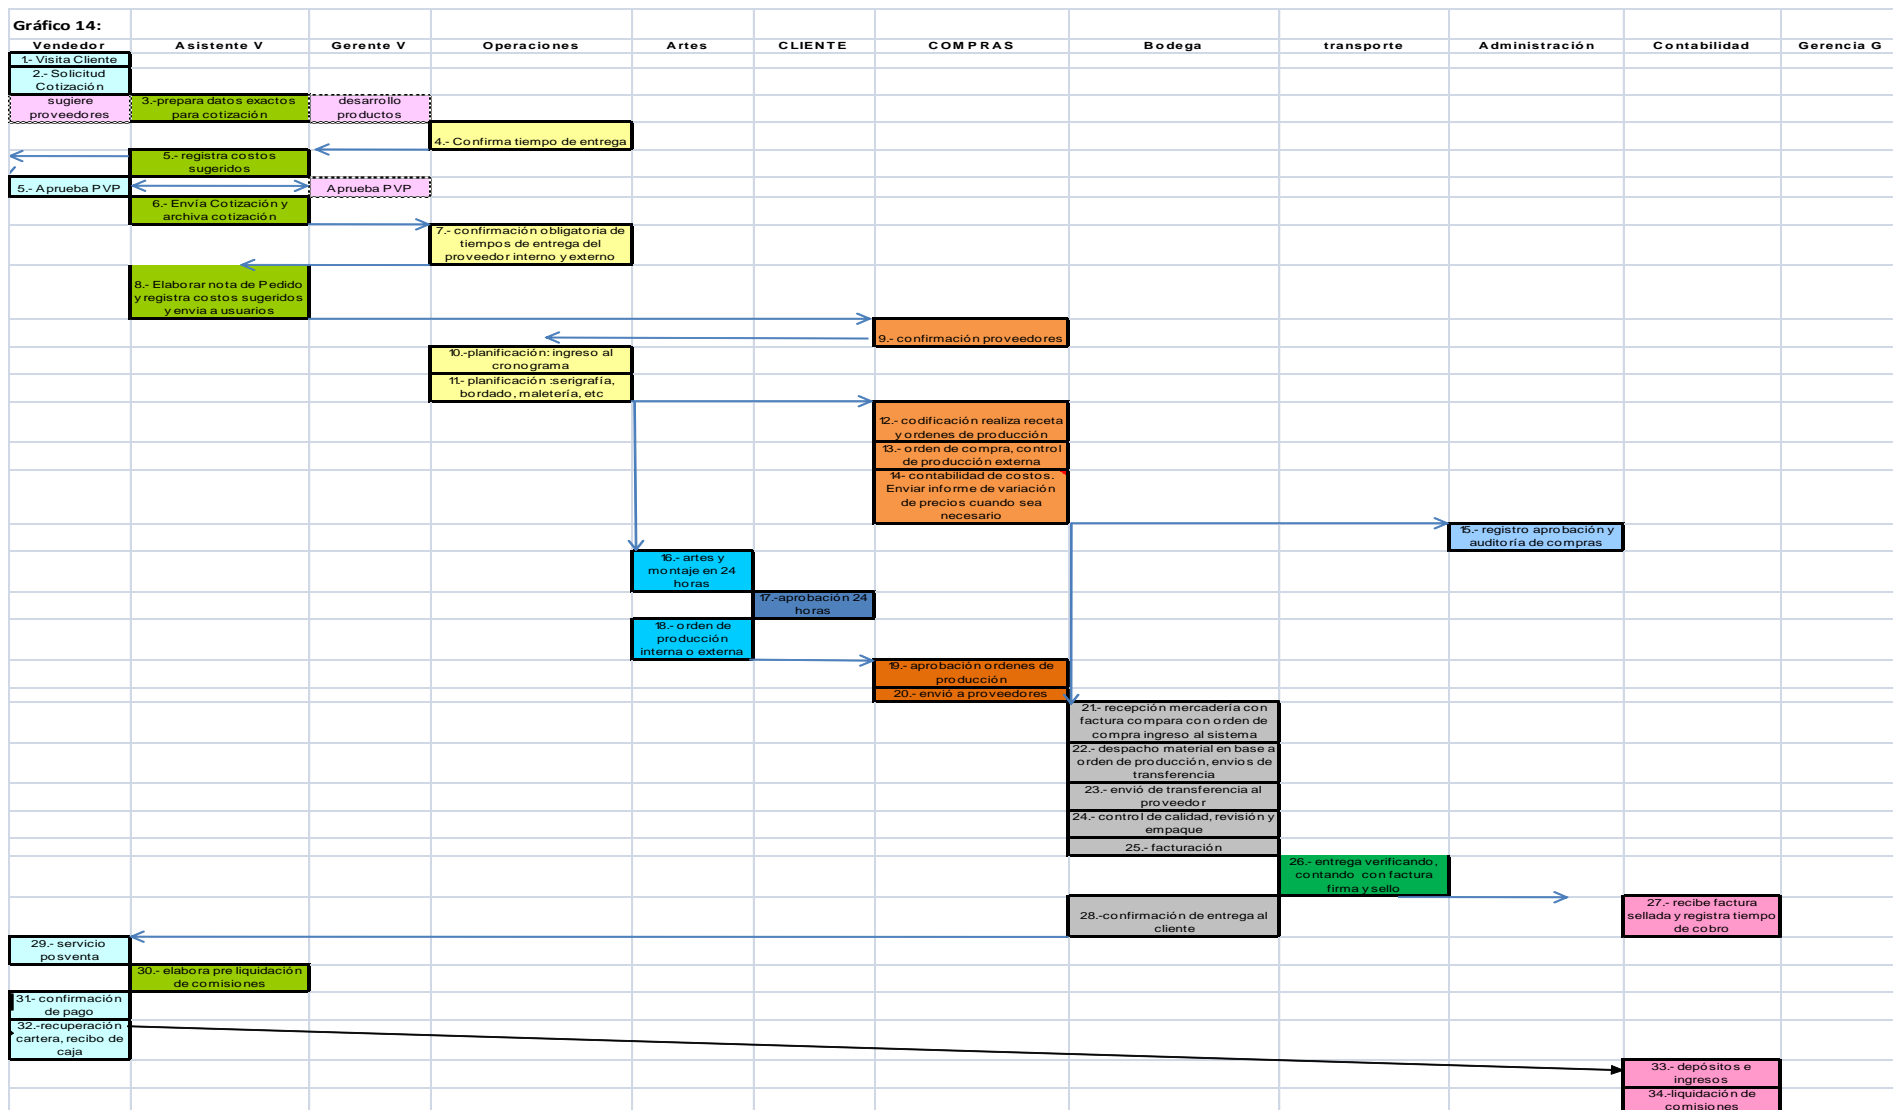 Gráfico 14:
Vendedor Asistente V Gerente V Operaciones Artes CLIENTE COMPRAS Bodega transporte Administración Contabilidad Gerencia G
1.- Visita Cliente
2.- Solicitud
Cotización
sugiere
proveedores
3.-prepara datos exactos
para cotización
desarrollo
productos
4.- Confirma tiempo de entrega
5.- registra costos
sugeridos
5.- Aprueba PVP
Aprueba PVP
6.- Envía Cotización y
archiva cotización
7.- confirmación obligatoria de
tiempos de entrega del
proveedor interno y externo
8.- Elaborar nota de Pedido
y registra costos sugeridos
y envia a usuarios
9.- confirmación proveedores
10.-planificación: ingreso al
cronograma
11.- planificación :serigrafía,
bordado, maletería, etc
12.- codificación realiza receta
y ordenes de producción
13.- orden de compra, control
de producción externa
14- contabilidad de costos.
Enviar informe de variación
de precios cuando sea
necesario
15.- registro aprobación y
auditoría de compras
16.- artes y
montaje en 24
horas
17.-aprobación 24
horas
18.- orden de
producción
interna o externa
19.- aprobación ordenes de
producción
20.- envió a proveedores
21.- recepción mercadería con
factura compara con orden de
compra ingreso al sistema
22.- despacho material en base a
orden de producción, envios de
transferencia
23.- envió de transferencia al
proveedor
24.- control de calidad, revisión y
empaque
25.- facturación
26.- entrega verificando,
contando con factura
firma y sello
27.- recibe factura
sellada y registra tiempo
de cobro
28.-confirmación de entrega al
cliente
29.- servicio
posventa
30.- elabora pre liquidación
de comisiones
31.- confirmación
de pago
32.-recuperación
cartera, recibo de
caja
33.- depósitos e
ingresos
34.-liquidación de
comisiones